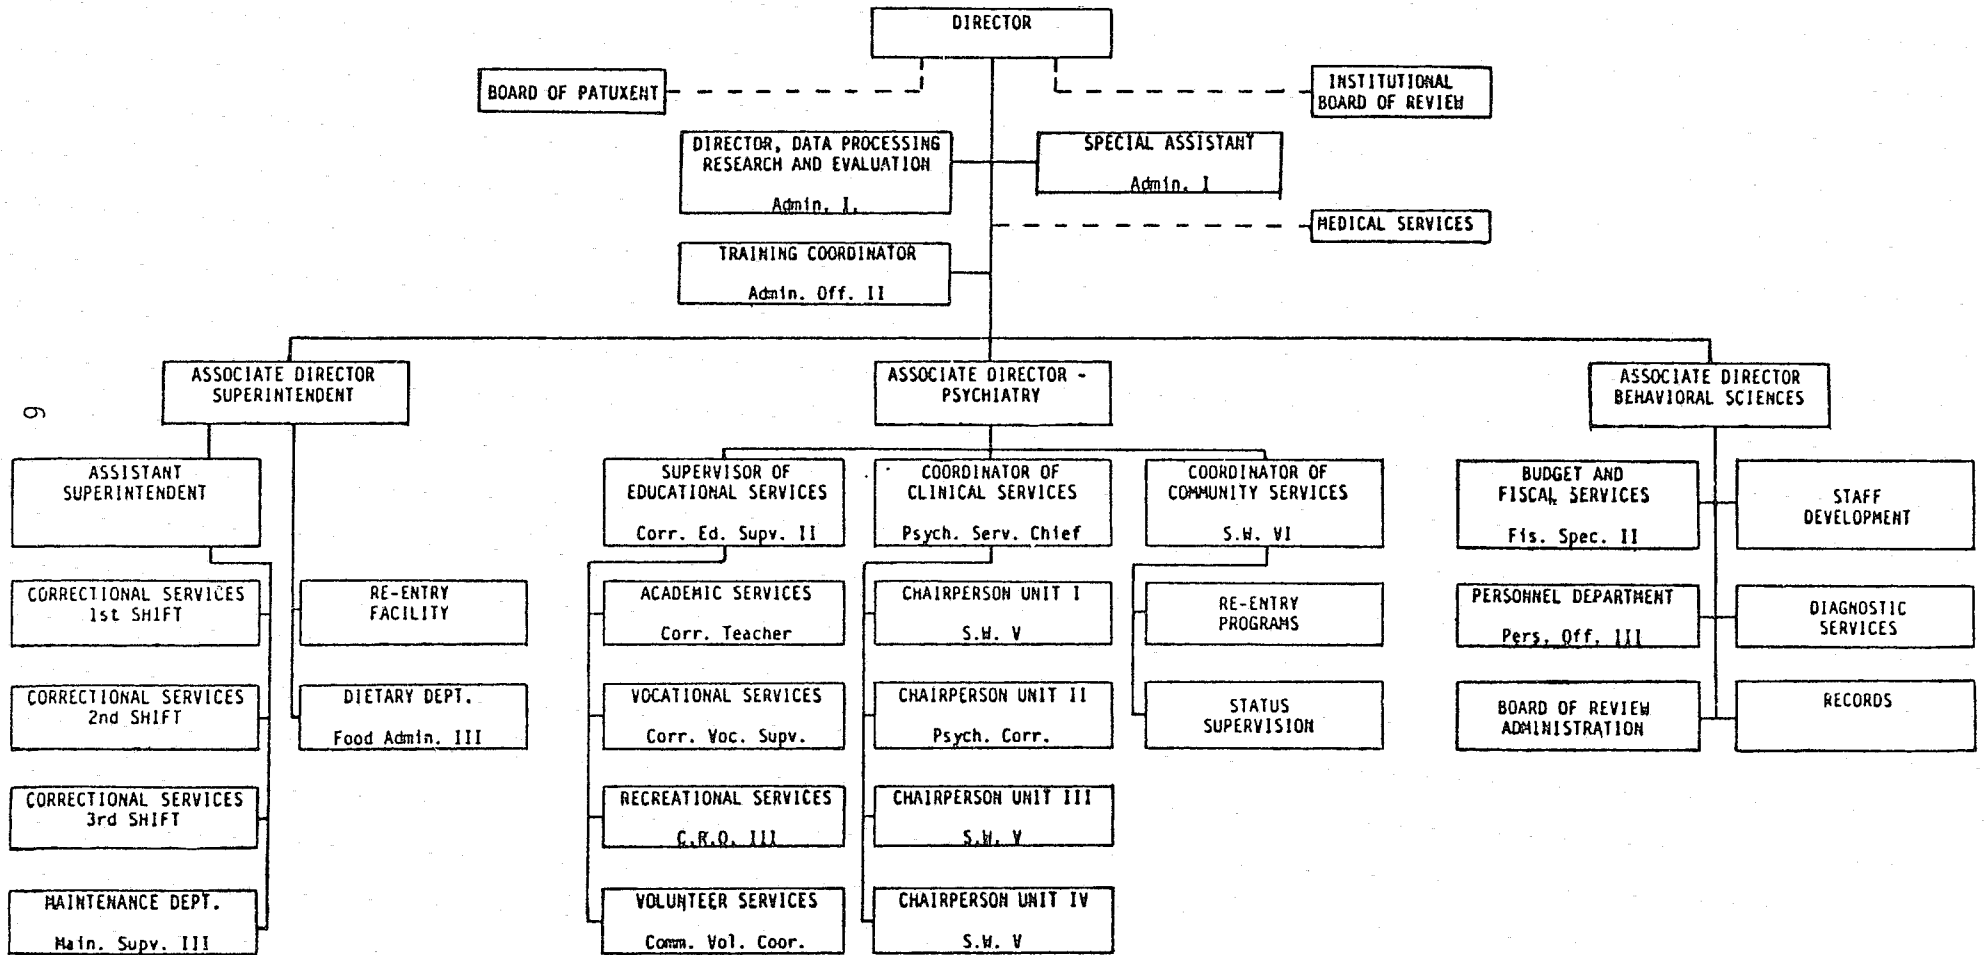 DIRECTOR
BOARD OF PATUXENT
INSTITUTIONAL
BOARD OF REVIEW
DIRECTOR, DATA PROCESSING
RESEARCH AND EVALUATION
Admin. I.
SPECIAL ASSISTANT
Admin. I
MEDICAL SERVICES
TRAINING COORDINATOR
Admin. Off. II
ASSOCIATE DIRECTOR
SUPERINTENDENT
ASSOCIATE DIRECTOR -
PSYCHIATRY
ASSOCIATE DIRECTOR
BEHAVIORAL SCIENCES
9
ASSISTANT
SUPERINTENDENT
SUPERVISOR OF
EDUCATIONAL SERVICES
Corr. Ed. Supv. II
COORDINATOR OF
CLINICAL SERVICES
Psych. Serv. Chief
COORDINATOR OF
COMMUNITY SERVICES
S.W. VI
BUDGET AND
FISCAL SERVICES
Fis. Spec. II
STAFF
DEVELOPMENT
CORRECTIONAL SERVICES
1st SHIFT
RE-ENTRY
FACILITY
ACADEMIC SERVICES
Corr. Teacher
CHAIRPERSON UNIT I
S.W. V
RE-ENTRY
PROGRAMS
PERSONNEL DEPARTMENT
Pers. Off. III
DIAGNOSTIC
SERVICES
CORRECTIONAL SERVICES
2nd SHIFT
DIETARY DEPT.
Food Admin. III
VOCATIONAL SERVICES
Corr. Voc. Supv.
CHAIRPERSON UNIT II
Psych. Corr.
STATUS
SUPERVISION
BOARD OF REVIEW
ADMINISTRATION
RECORDS
CORRECTIONAL SERVICES
3rd SHIFT
RECREATIONAL SERVICES
C.R.O. III
CHAIRPERSON UNIT III
S.W. V
MAINTENANCE DEPT.
Main. Supv. III
VOLUNTEER SERVICES
Comm. Vol. Coor.
CHAIRPERSON UNIT IV
S.W. V